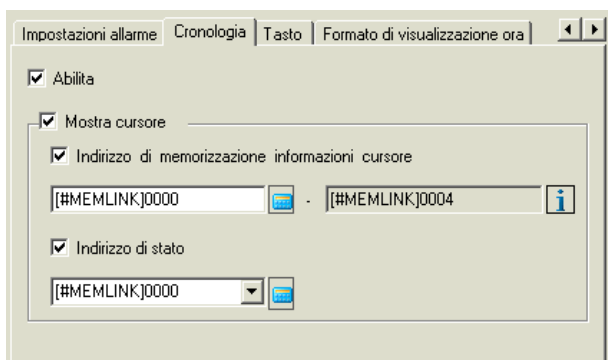 Impostazioni allarme Cronologia Tasto Formato di visualizzazione ora
Abilita
Mostra cursore
Indirizzo di memorizzazione informazioni cursore
[#MEMLINK]0000 - [#MEMLINK]0004 i
Indirizzo di stato
[#MEMLINK]0000